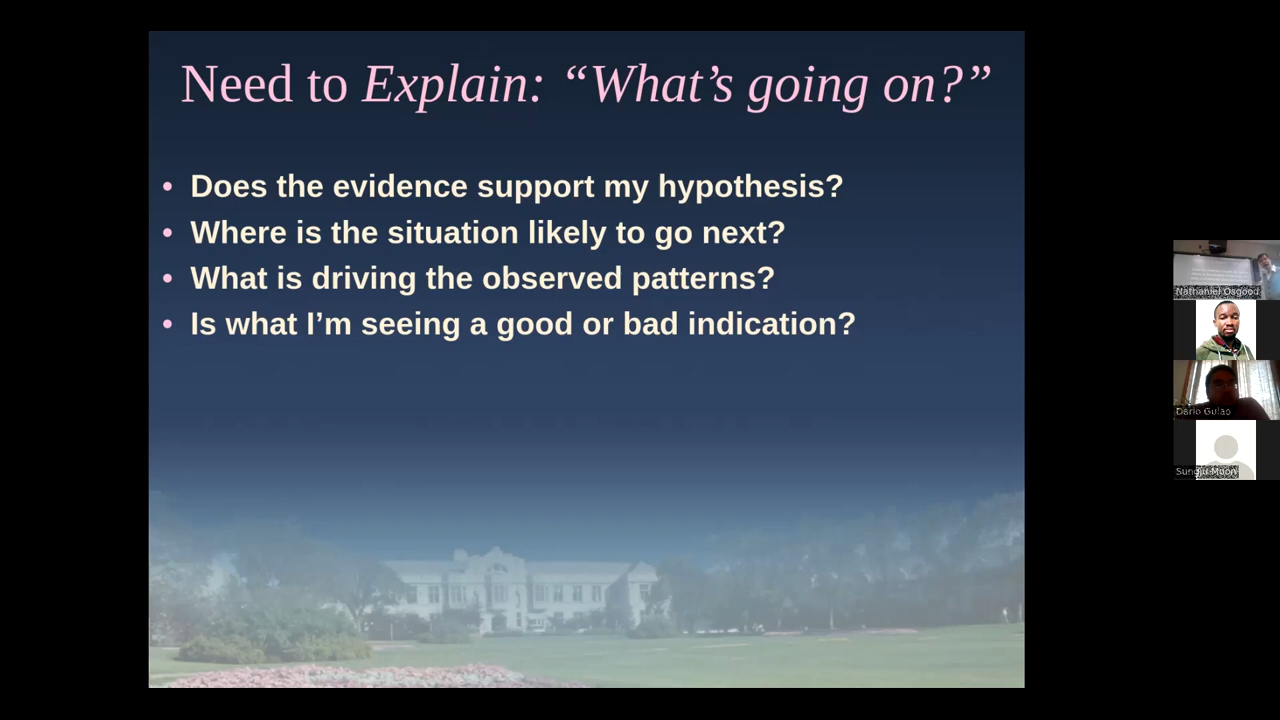 Need to Explain: “What’s going on?”
• Does the evidence support my hypothesis?
• Where is the situation likely to go next?
• What is driving the observed patterns?
• Is what I’m seeing a good or bad indication?
Nathaniel Osgood
Dario Gulao